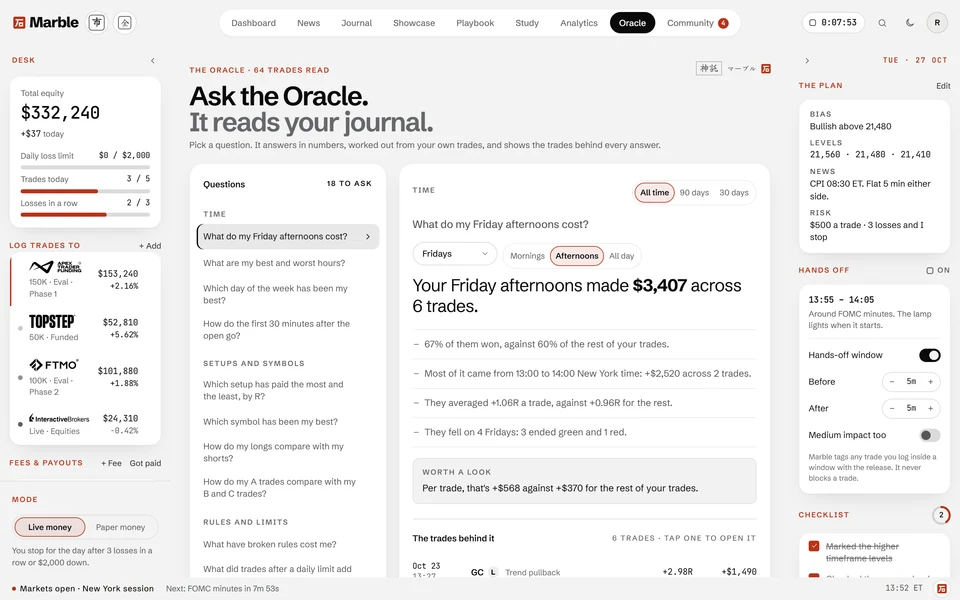 Marble
市
金
Dashboard
News
Journal
Showcase
Playbook
Study
Analytics
Oracle
Community 4
0:07:53
R
DESK
Total equity
$332,240
+$37 today
Daily loss limit $0 / $2,000
Trades today 3 / 5
Losses in a row 2 / 3
LOG TRADES TO + Add
APEX TRADER FUNDING
150K · Eval · Phase 1
$153,240
+2.16%
TOPSTEP
50K · Funded
$52,810
+5.62%
FTMO
100K · Eval · Phase 2
$101,880
+1.88%
InteractiveBrokers
Live · Equities
$24,310
-0.42%
FEES & PAYOUTS + Fee Got paid
MODE
Live money
Paper money
You stop for the day after 3 losses in a
row or $2,000 down.
THE ORACLE · 64 TRADES READ
神託 マーブル
Ask the Oracle.
It reads your journal.
Pick a question. It answers in numbers, worked out from your own trades, and shows the trades behind every answer.
Questions 18 TO ASK
TIME
What do my Friday afternoons cost?
What are my best and worst hours?
Which day of the week has been my
best?
How do the first 30 minutes after the
open go?
SETUPS AND SYMBOLS
Which setup has paid the most and
the least, by R?
Which symbol has been my best?
How do my longs compare with my
shorts?
How do my A trades compare with my
B and C trades?
RULES AND LIMITS
What have broken rules cost me?
What did trades after a daily limit add
TIME
All time
90 days
30 days
What do my Friday afternoons cost?
Fridays
Mornings
Afternoons
All day
Your Friday afternoons made $3,407 across
6 trades.
– 67% of them won, against 60% of the rest of your trades.
– Most of it came from 13:00 to 14:00 New York time: +$2,520 across 2 trades.
– They averaged +1.06R a trade, against +0.96R for the rest.
– They fell on 4 Fridays: 3 ended green and 1 red.
WORTH A LOOK
Per trade, that's +$568 against +$370 for the rest of your trades.
The trades behind it 6 TRADES · TAP ONE TO OPEN IT
Oct 23
13:27
GC L Trend pullback +2.98R +$1,490
TUE · 27 OCT
THE PLAN Edit
BIAS
Bullish above 21,480
LEVELS
21,560 · 21,480 · 21,410
NEWS
CPI 08:30 ET. Flat 5 min either
side.
RISK
$500 a trade · 3 losses and I
stop
HANDS OFF ON
13:55 – 14:05
Around FOMC minutes. The lamp
lights when it starts.
Hands-off window
Before − 5m +
After − 5m +
Medium impact too
Marble tags any trade you log inside a
window with the release. It never
blocks a trade.
CHECKLIST 2
Marked the higher
timeframe levels
Markets open · New York session
Next: FOMC minutes in 7m 53s
13:52 ET